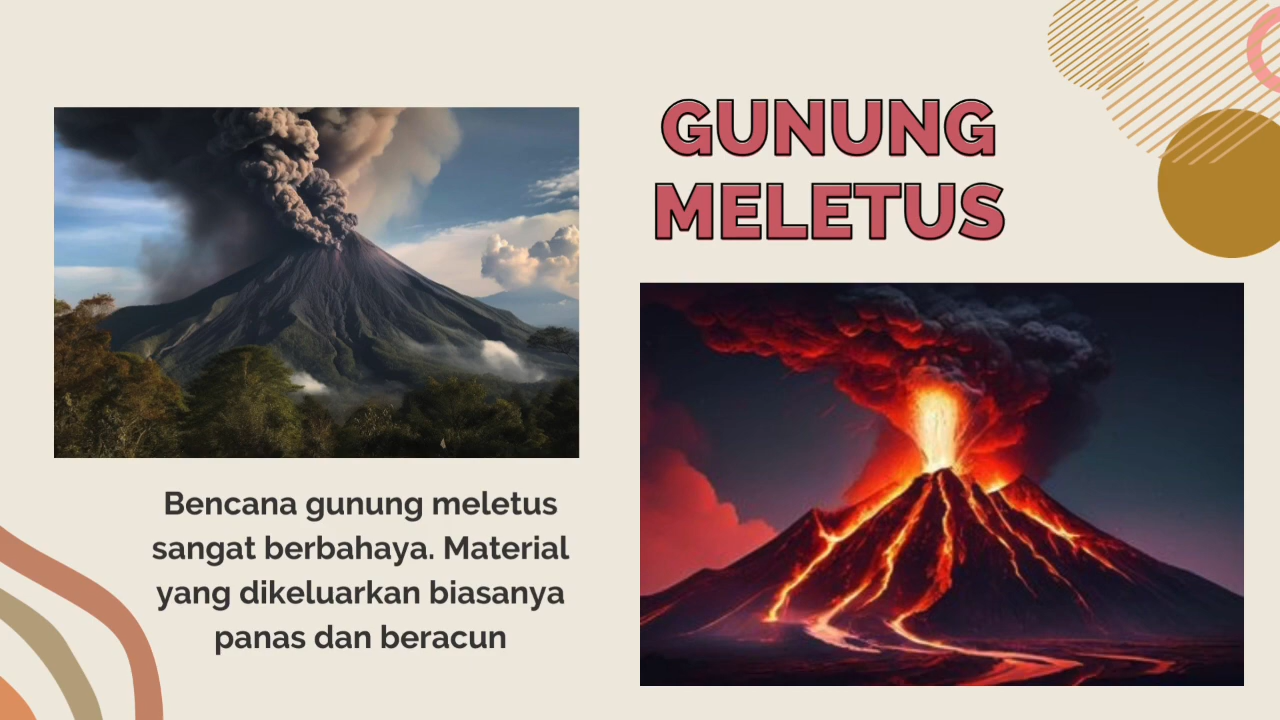 GUNUNG
MELETUS
Bencana gunung meletus
sangat berbahaya. Material
yang dikeluarkan biasanya
panas dan beracun